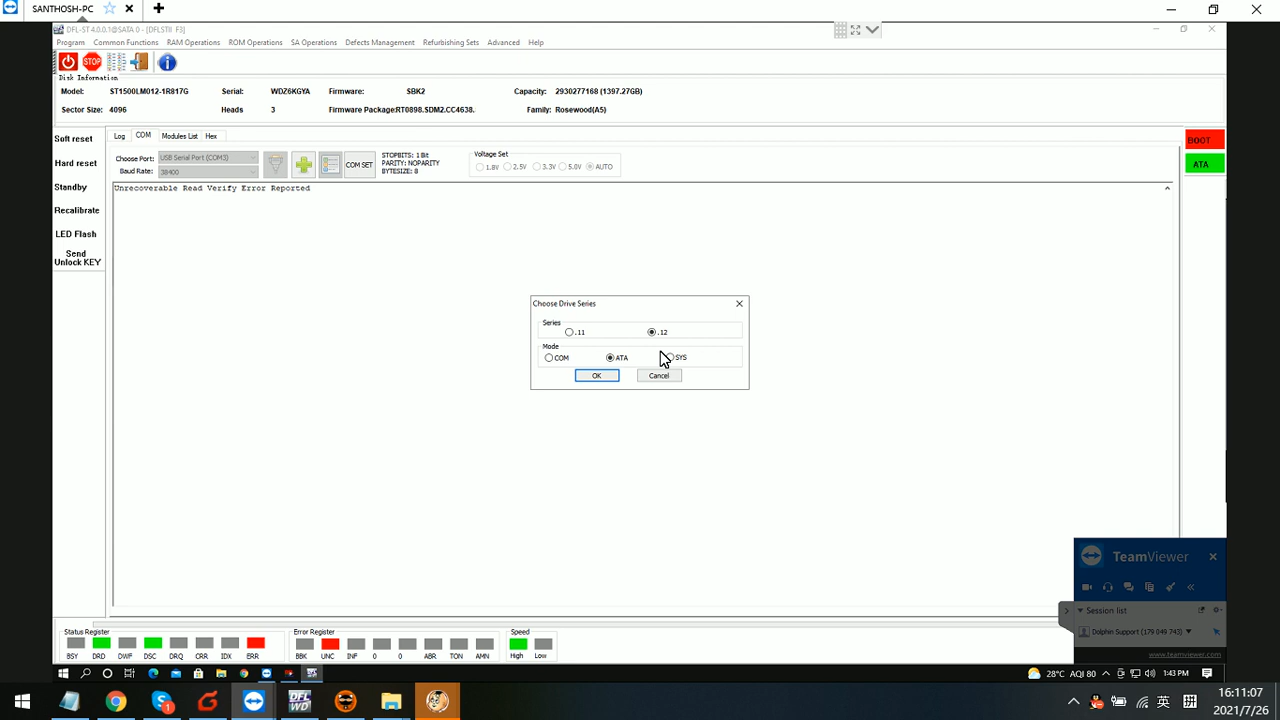 SANTHOSH-PC
DFL-ST 4.0.0.1@SATA 0 - [DFLSTII F3]
Program Common Functions RAM Operations ROM Operations SA Operations Defects Management Refurbishing Sets Advanced Help
STOP
Disk Information
Model: ST1500LM012-1R817G Serial: WDZ6KGYA Firmware: SBK2 Capacity: 2930277168 (1397.27GB)
Sector Size: 4096 Heads 3 Firmware Package:RT0898.SDM2.CC4638. Family: Rosewood(A5)
Soft reset
Hard reset
Standby
Recalibrate
LED Flash
Send
Unlock KEY
Log COM Modules List Hex
Choose Port: USB Serial Port (COM3)
Baud Rate: 38400
COM SET
STOPBITS: 1 Bit
PARITY: NOPARITY
BYTESIZE: 8
Voltage Set
1.8V 2.5V 3.3V 5.0V AUTO
BOOT
ATA
Unrecoverable Read Verify Error Reported
Choose Drive Series
Series
.11 .12
Mode
COM ATA SYS
OK Cancel
TeamViewer
Session list
Dolphin Support (179 049 743)
www.teamviewer.com
Status Register
BSY DRD DWF DSC DRQ CRR IDX ERR
Error Register
BBK UNC INF 0 0 ABR TON AMN
Speed
High Low
28°C AQI 80 1:43 PM
DFL
WD
英 拼
16:11:07
2021/7/26